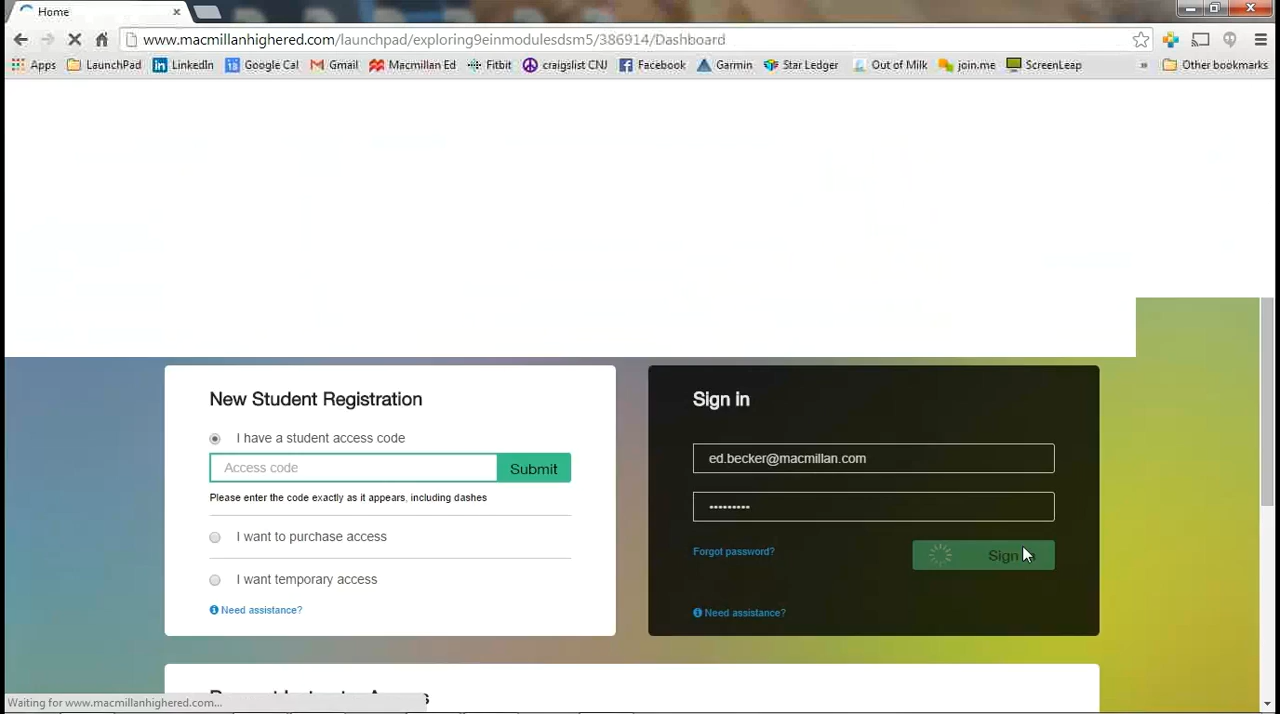 Home
www.macmillanhighered.com/launchpad/exploring9einmodulesdsm5/386914/Dashboard
Apps LaunchPad LinkedIn Google Cal Gmail Macmillan Ed Fitbit craigslist CNJ Facebook Garmin Star Ledger Out of Milk join.me ScreenLeap » Other bookmarks
New Student Registration
I have a student access code
Access code Submit
Please enter the code exactly as it appears, including dashes
I want to purchase access
I want temporary access
Need assistance?
Sign in
ed.becker@macmillan.com
•••••••••
Forgot password? Sign
Need assistance?
Waiting for www.macmillanhighered.com...